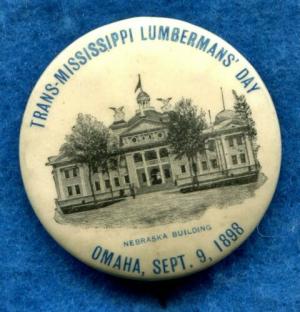 TRANS-MISSISSIPPI LUMBERMANS' DAY
NEBRASKA BUILDING
OMAHA, SEPT. 9, 1898